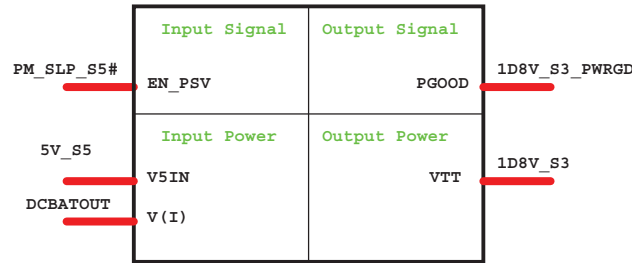 Input Signal Output Signal
PM_SLP_S5# EN_PSV PGOOD 1D8V_S3_PWRGD
Input Power Output Power
5V_S5 V5IN VTT 1D8V_S3
DCBATOUT V(I)